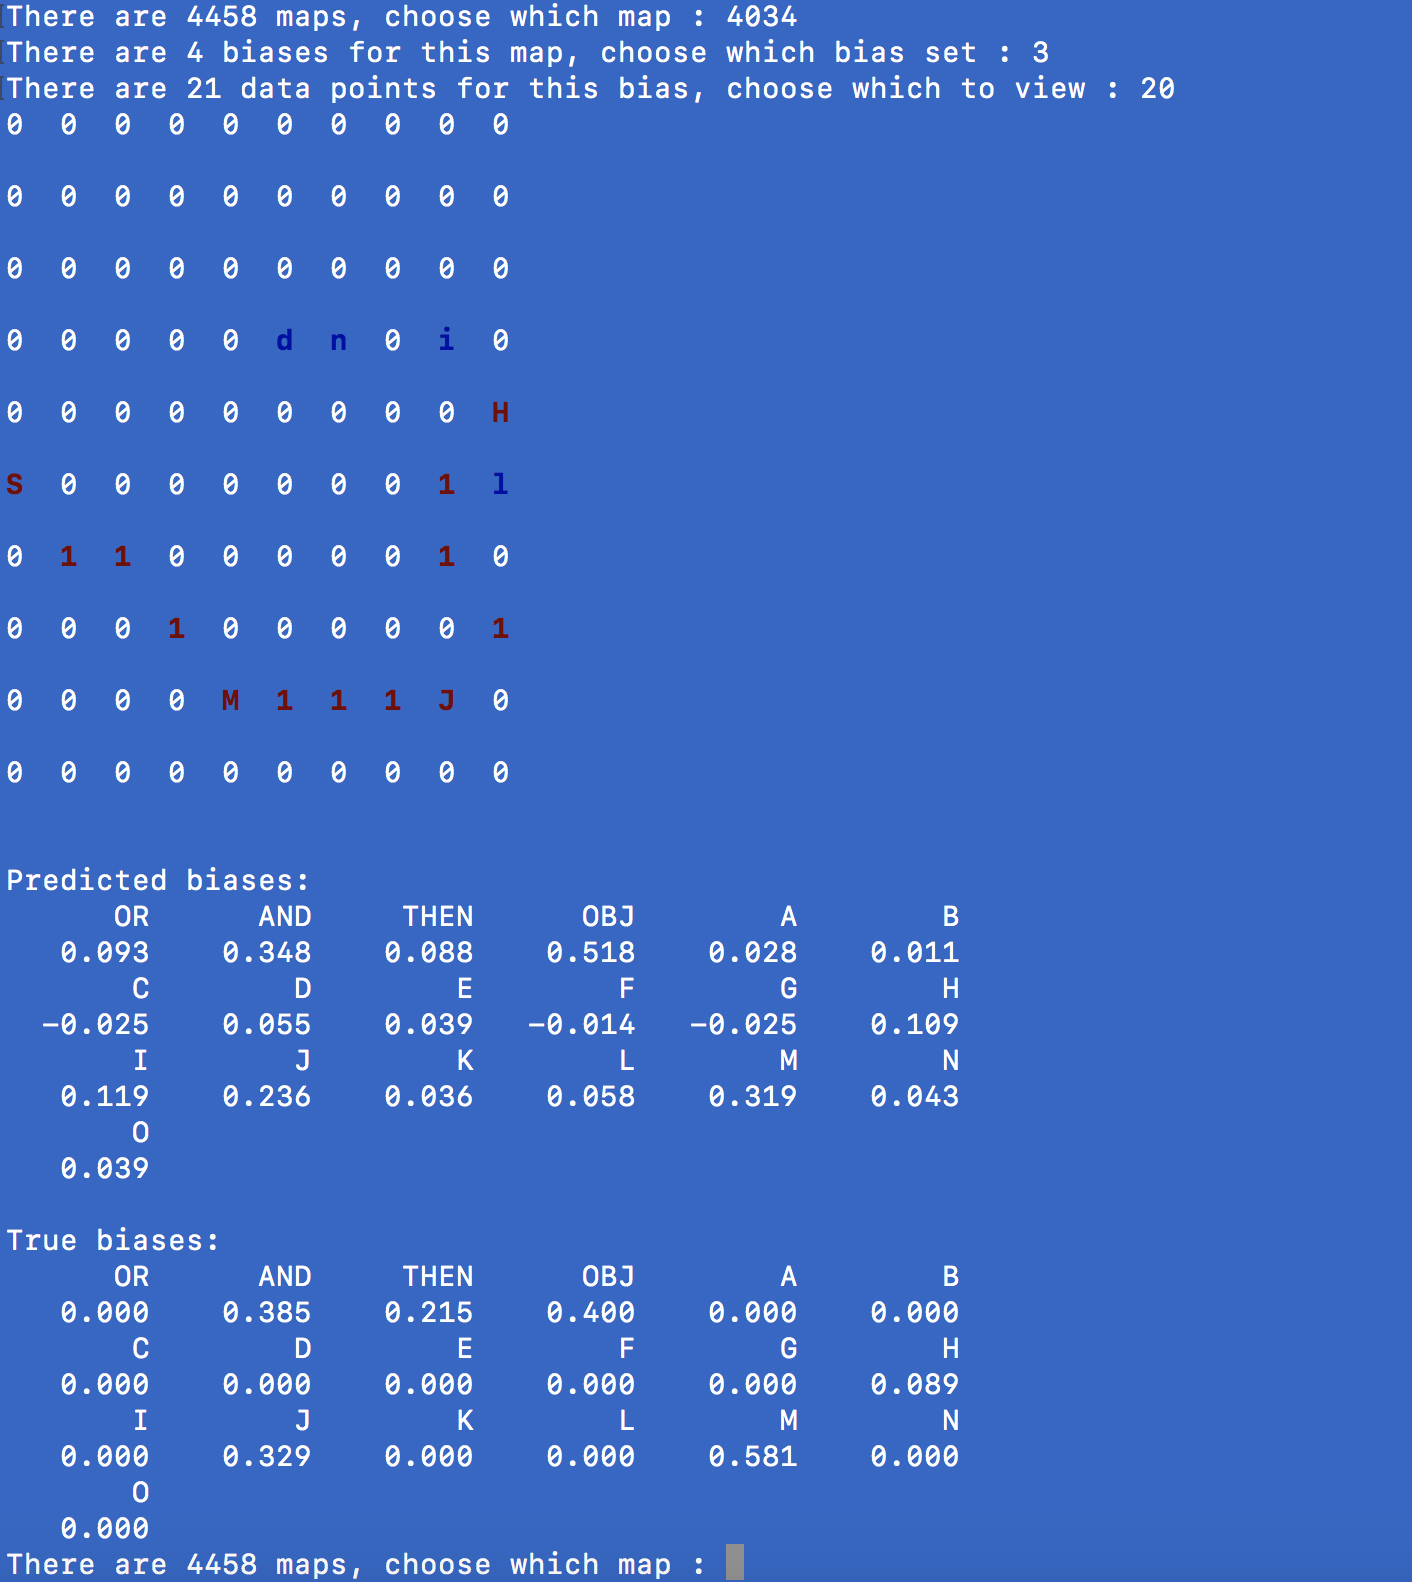 There are 4458 maps, choose which map : 4034
There are 4 biases for this map, choose which bias set : 3
There are 21 data points for this bias, choose which to view : 20
0 0 0 0 0 0 0 0 0 0
0 0 0 0 0 0 0 0 0 0
0 0 0 0 0 0 0 0 0 0
0 0 0 0 0 d n 0 i 0
0 0 0 0 0 0 0 0 0 H
S 0 0 0 0 0 0 0 1 l
0 1 1 0 0 0 0 0 1 0
0 0 0 1 0 0 0 0 0 1
0 0 0 0 M 1 1 1 J 0
0 0 0 0 0 0 0 0 0 0
Predicted biases:
OR AND THEN OBJ A B
0.093 0.348 0.088 0.518 0.028 0.011
C D E F G H
-0.025 0.055 0.039 -0.014 -0.025 0.109
I J K L M N
0.119 0.236 0.036 0.058 0.319 0.043
O
0.039
True biases:
OR AND THEN OBJ A B
0.000 0.385 0.215 0.400 0.000 0.000
C D E F G H
0.000 0.000 0.000 0.000 0.000 0.089
I J K L M N
0.000 0.329 0.000 0.000 0.581 0.000
O
0.000
There are 4458 maps, choose which map :